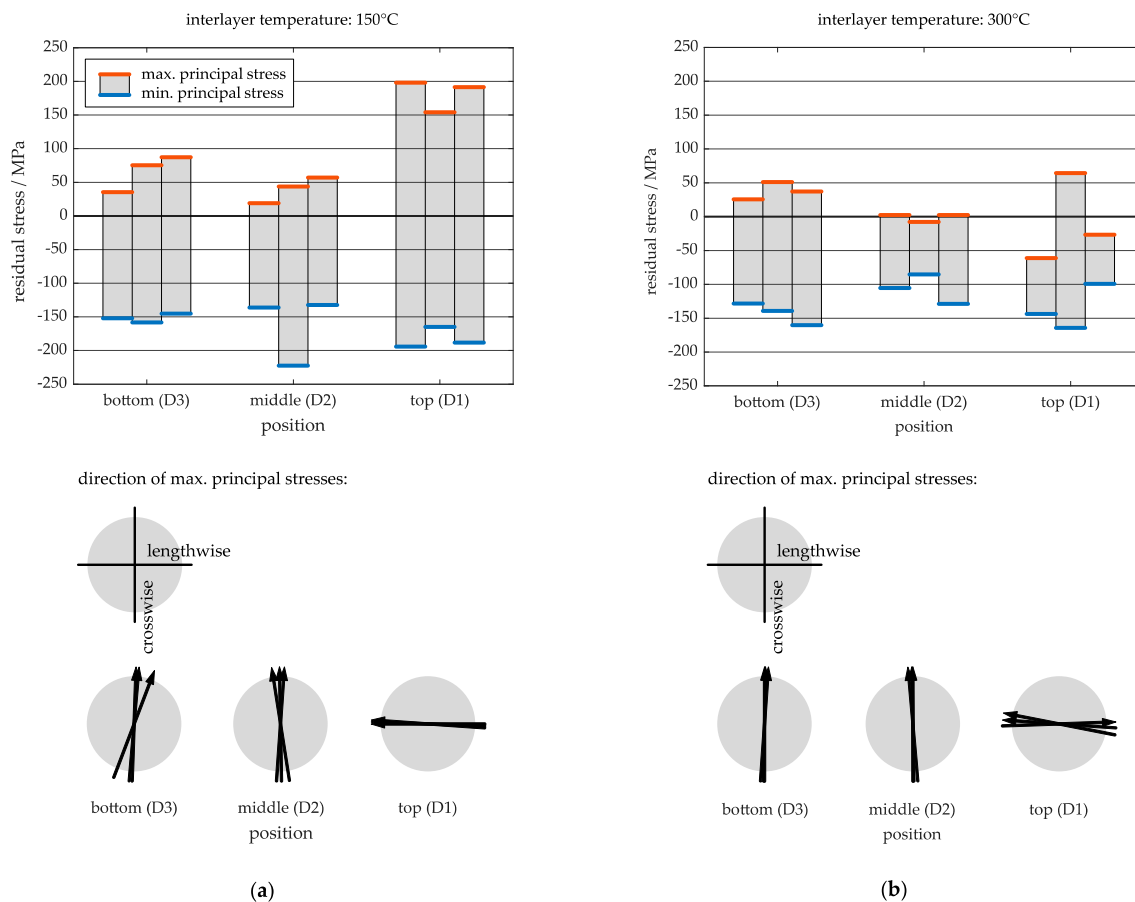 interlayer temperature: 150°C
250
200
150
100
50
0
-50
-100
-150
-200
-250
residual stress / MPa
max. principal stress
min. principal stress
bottom (D3)
middle (D2)
top (D1)
position
direction of max. principal stresses:
lengthwise
crosswise
bottom (D3)
middle (D2)
top (D1)
position
(a)
interlayer temperature: 300°C
250
200
150
100
50
0
-50
-100
-150
-200
-250
residual stress / MPa
bottom (D3)
middle (D2)
top (D1)
position
direction of max. principal stresses:
lengthwise
crosswise
bottom (D3)
middle (D2)
top (D1)
position
(b)